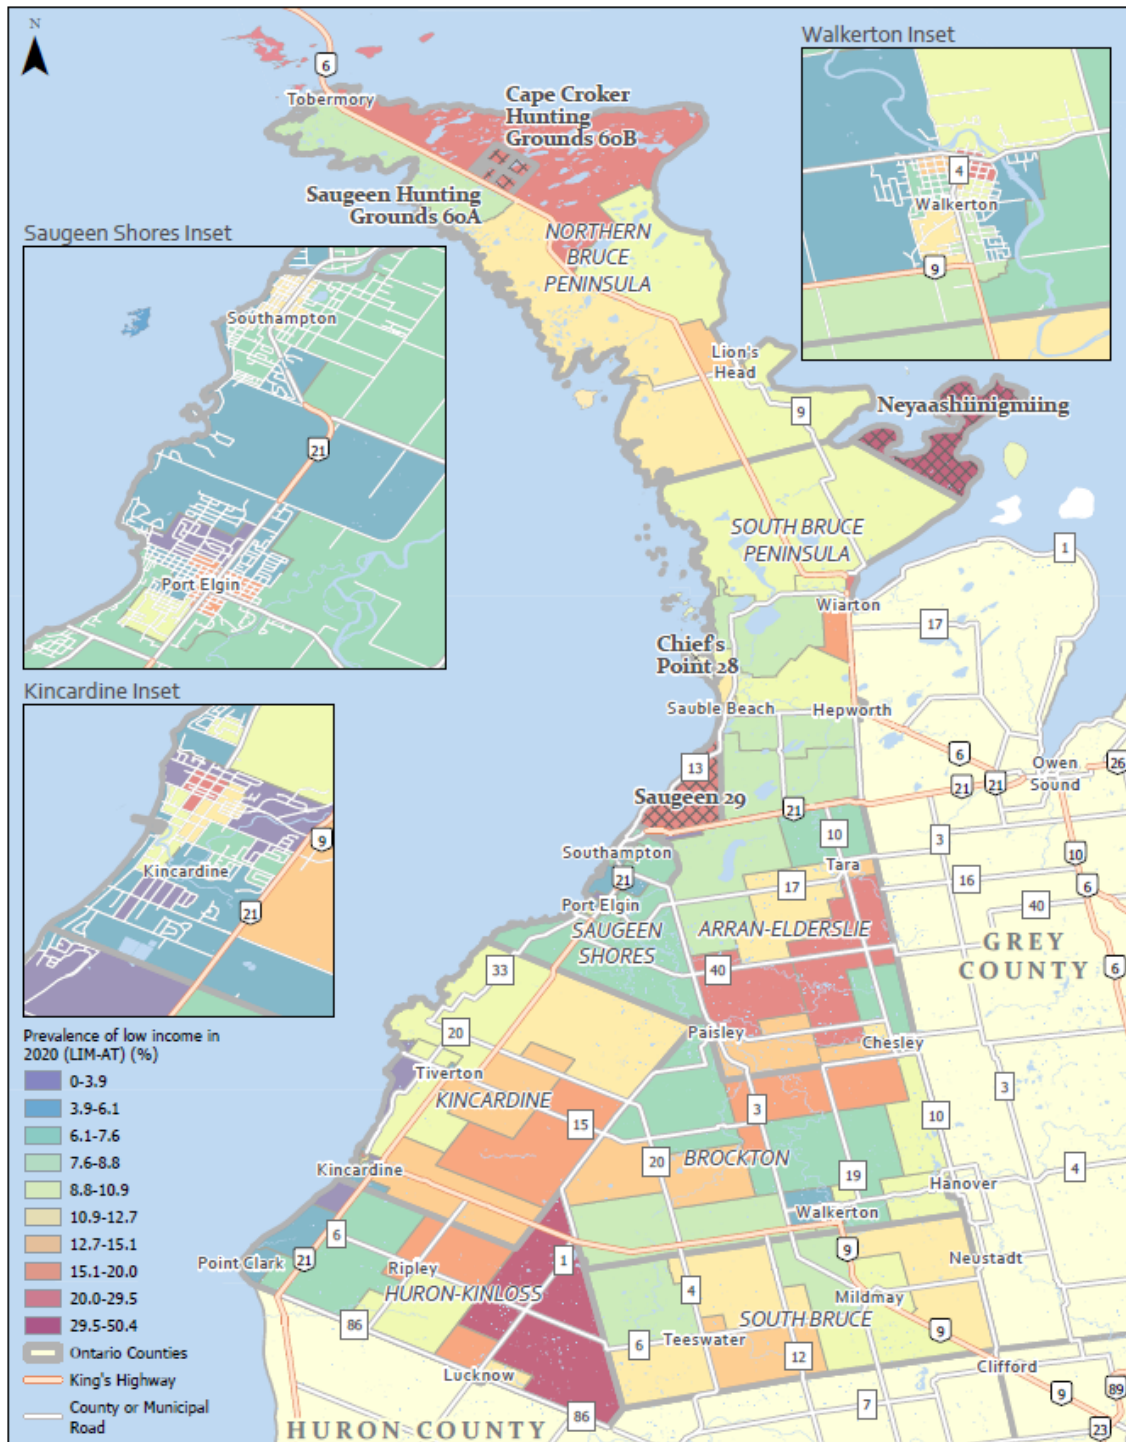 N
6
Tobermory
Cape Croker
Hunting
Grounds 60B
Saugeen Hunting
Grounds 60A
NORTHERN
BRUCE
PENINSULA
Walkerton Inset
4
Walkerton
9
Saugeen Shores Inset
Southampton
21
Port Elgin
Lion's
Head
9
Neyaashiinigmiing
SOUTH BRUCE
PENINSULA
1
Wiarton
17
Chief's
Point 28
Sauble Beach
Hepworth
6
26
Owen
Sound
13
21
21
Saugeen 29
21
10
3
Southampton
Tara
10
21
17
16
6
Port Elgin
40
SAUGEEN
SHORES
ARRAN-ELDERSLIE
GREY
COUNTY
33
40
6
20
Paisley
Chesley
Tiverton
3
KINCARDINE
3
10
15
20
BROCKTON
4
Kincardine
19
Hanover
Walkerton
6
Point Clark
21
1
9
Neustadt
Ripley
HURON-KINLOSS
4
Mildmay
86
SOUTH BRUCE
6
Teeswater
9
12
Clifford
Lucknow
9
89
7
86
23
HURON COUNTY
Kincardine Inset
9
Kincardine
21
Prevalence of low income in
2020 (LIM-AT) (%)
0-3.9
3.9-6.1
6.1-7.6
7.6-8.8
8.8-10.9
10.9-12.7
12.7-15.1
15.1-20.0
20.0-29.5
29.5-50.4
Ontario Counties
King's Highway
County or Municipal
Road